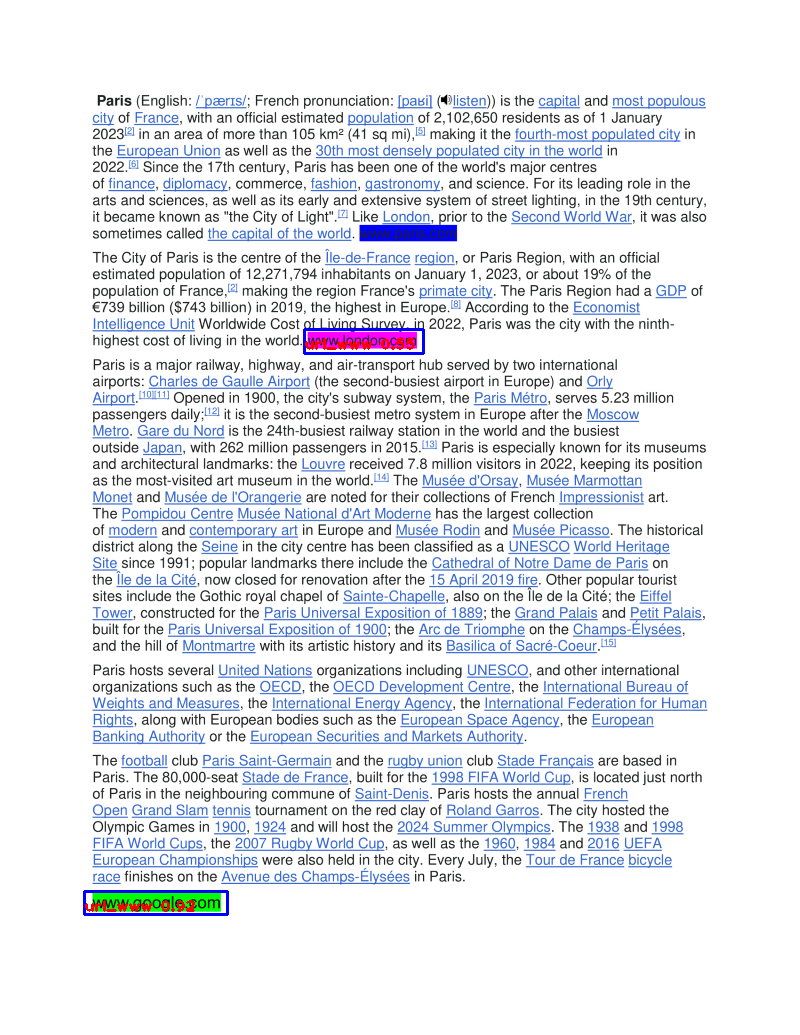 Paris (English: /ˈpærɪs/; French pronunciation: [paʁi] (listen)) is the capital and most populous
city of France, with an official estimated population of 2,102,650 residents as of 1 January
2023[2] in an area of more than 105 km² (41 sq mi),[5] making it the fourth-most populated city in
the European Union as well as the 30th most densely populated city in the world in
2022.[6] Since the 17th century, Paris has been one of the world's major centres
of finance, diplomacy, commerce, fashion, gastronomy, and science. For its leading role in the
arts and sciences, as well as its early and extensive system of street lighting, in the 19th century,
it became known as "the City of Light".[7] Like London, prior to the Second World War, it was also
sometimes called the capital of the world. www.paris.com
The City of Paris is the centre of the Île-de-France region, or Paris Region, with an official
estimated population of 12,271,794 inhabitants on January 1, 2023, or about 19% of the
population of France,[2] making the region France's primate city. The Paris Region had a GDP of
€739 billion ($743 billion) in 2019, the highest in Europe.[8] According to the Economist
Intelligence Unit Worldwide Cost of Living Survey, in 2022, Paris was the city with the ninth-
highest cost of living in the world. www.london.com
Paris is a major railway, highway, and air-transport hub served by two international
airports: Charles de Gaulle Airport (the second-busiest airport in Europe) and Orly
Airport.[10][11] Opened in 1900, the city's subway system, the Paris Métro, serves 5.23 million
passengers daily;[12] it is the second-busiest metro system in Europe after the Moscow
Metro. Gare du Nord is the 24th-busiest railway station in the world and the busiest
outside Japan, with 262 million passengers in 2015.[13] Paris is especially known for its museums
and architectural landmarks: the Louvre received 7.8 million visitors in 2022, keeping its position
as the most-visited art museum in the world.[14] The Musée d'Orsay, Musée Marmottan
Monet and Musée de l'Orangerie are noted for their collections of French Impressionist art.
The Pompidou Centre Musée National d'Art Moderne has the largest collection
of modern and contemporary art in Europe and Musée Rodin and Musée Picasso. The historical
district along the Seine in the city centre has been classified as a UNESCO World Heritage
Site since 1991; popular landmarks there include the Cathedral of Notre Dame de Paris on
the Île de la Cité, now closed for renovation after the 15 April 2019 fire. Other popular tourist
sites include the Gothic royal chapel of Sainte-Chapelle, also on the Île de la Cité; the Eiffel
Tower, constructed for the Paris Universal Exposition of 1889; the Grand Palais and Petit Palais,
built for the Paris Universal Exposition of 1900; the Arc de Triomphe on the Champs-Élysées,
and the hill of Montmartre with its artistic history and its Basilica of Sacré-Coeur.[15]
Paris hosts several United Nations organizations including UNESCO, and other international
organizations such as the OECD, the OECD Development Centre, the International Bureau of
Weights and Measures, the International Energy Agency, the International Federation for Human
Rights, along with European bodies such as the European Space Agency, the European
Banking Authority or the European Securities and Markets Authority.
The football club Paris Saint-Germain and the rugby union club Stade Français are based in
Paris. The 80,000-seat Stade de France, built for the 1998 FIFA World Cup, is located just north
of Paris in the neighbouring commune of Saint-Denis. Paris hosts the annual French
Open Grand Slam tennis tournament on the red clay of Roland Garros. The city hosted the
Olympic Games in 1900, 1924 and will host the 2024 Summer Olympics. The 1938 and 1998
FIFA World Cups, the 2007 Rugby World Cup, as well as the 1960, 1984 and 2016 UEFA
European Championships were also held in the city. Every July, the Tour de France bicycle
race finishes on the Avenue des Champs-Élysées in Paris.
www.google.com
url_www 0.92